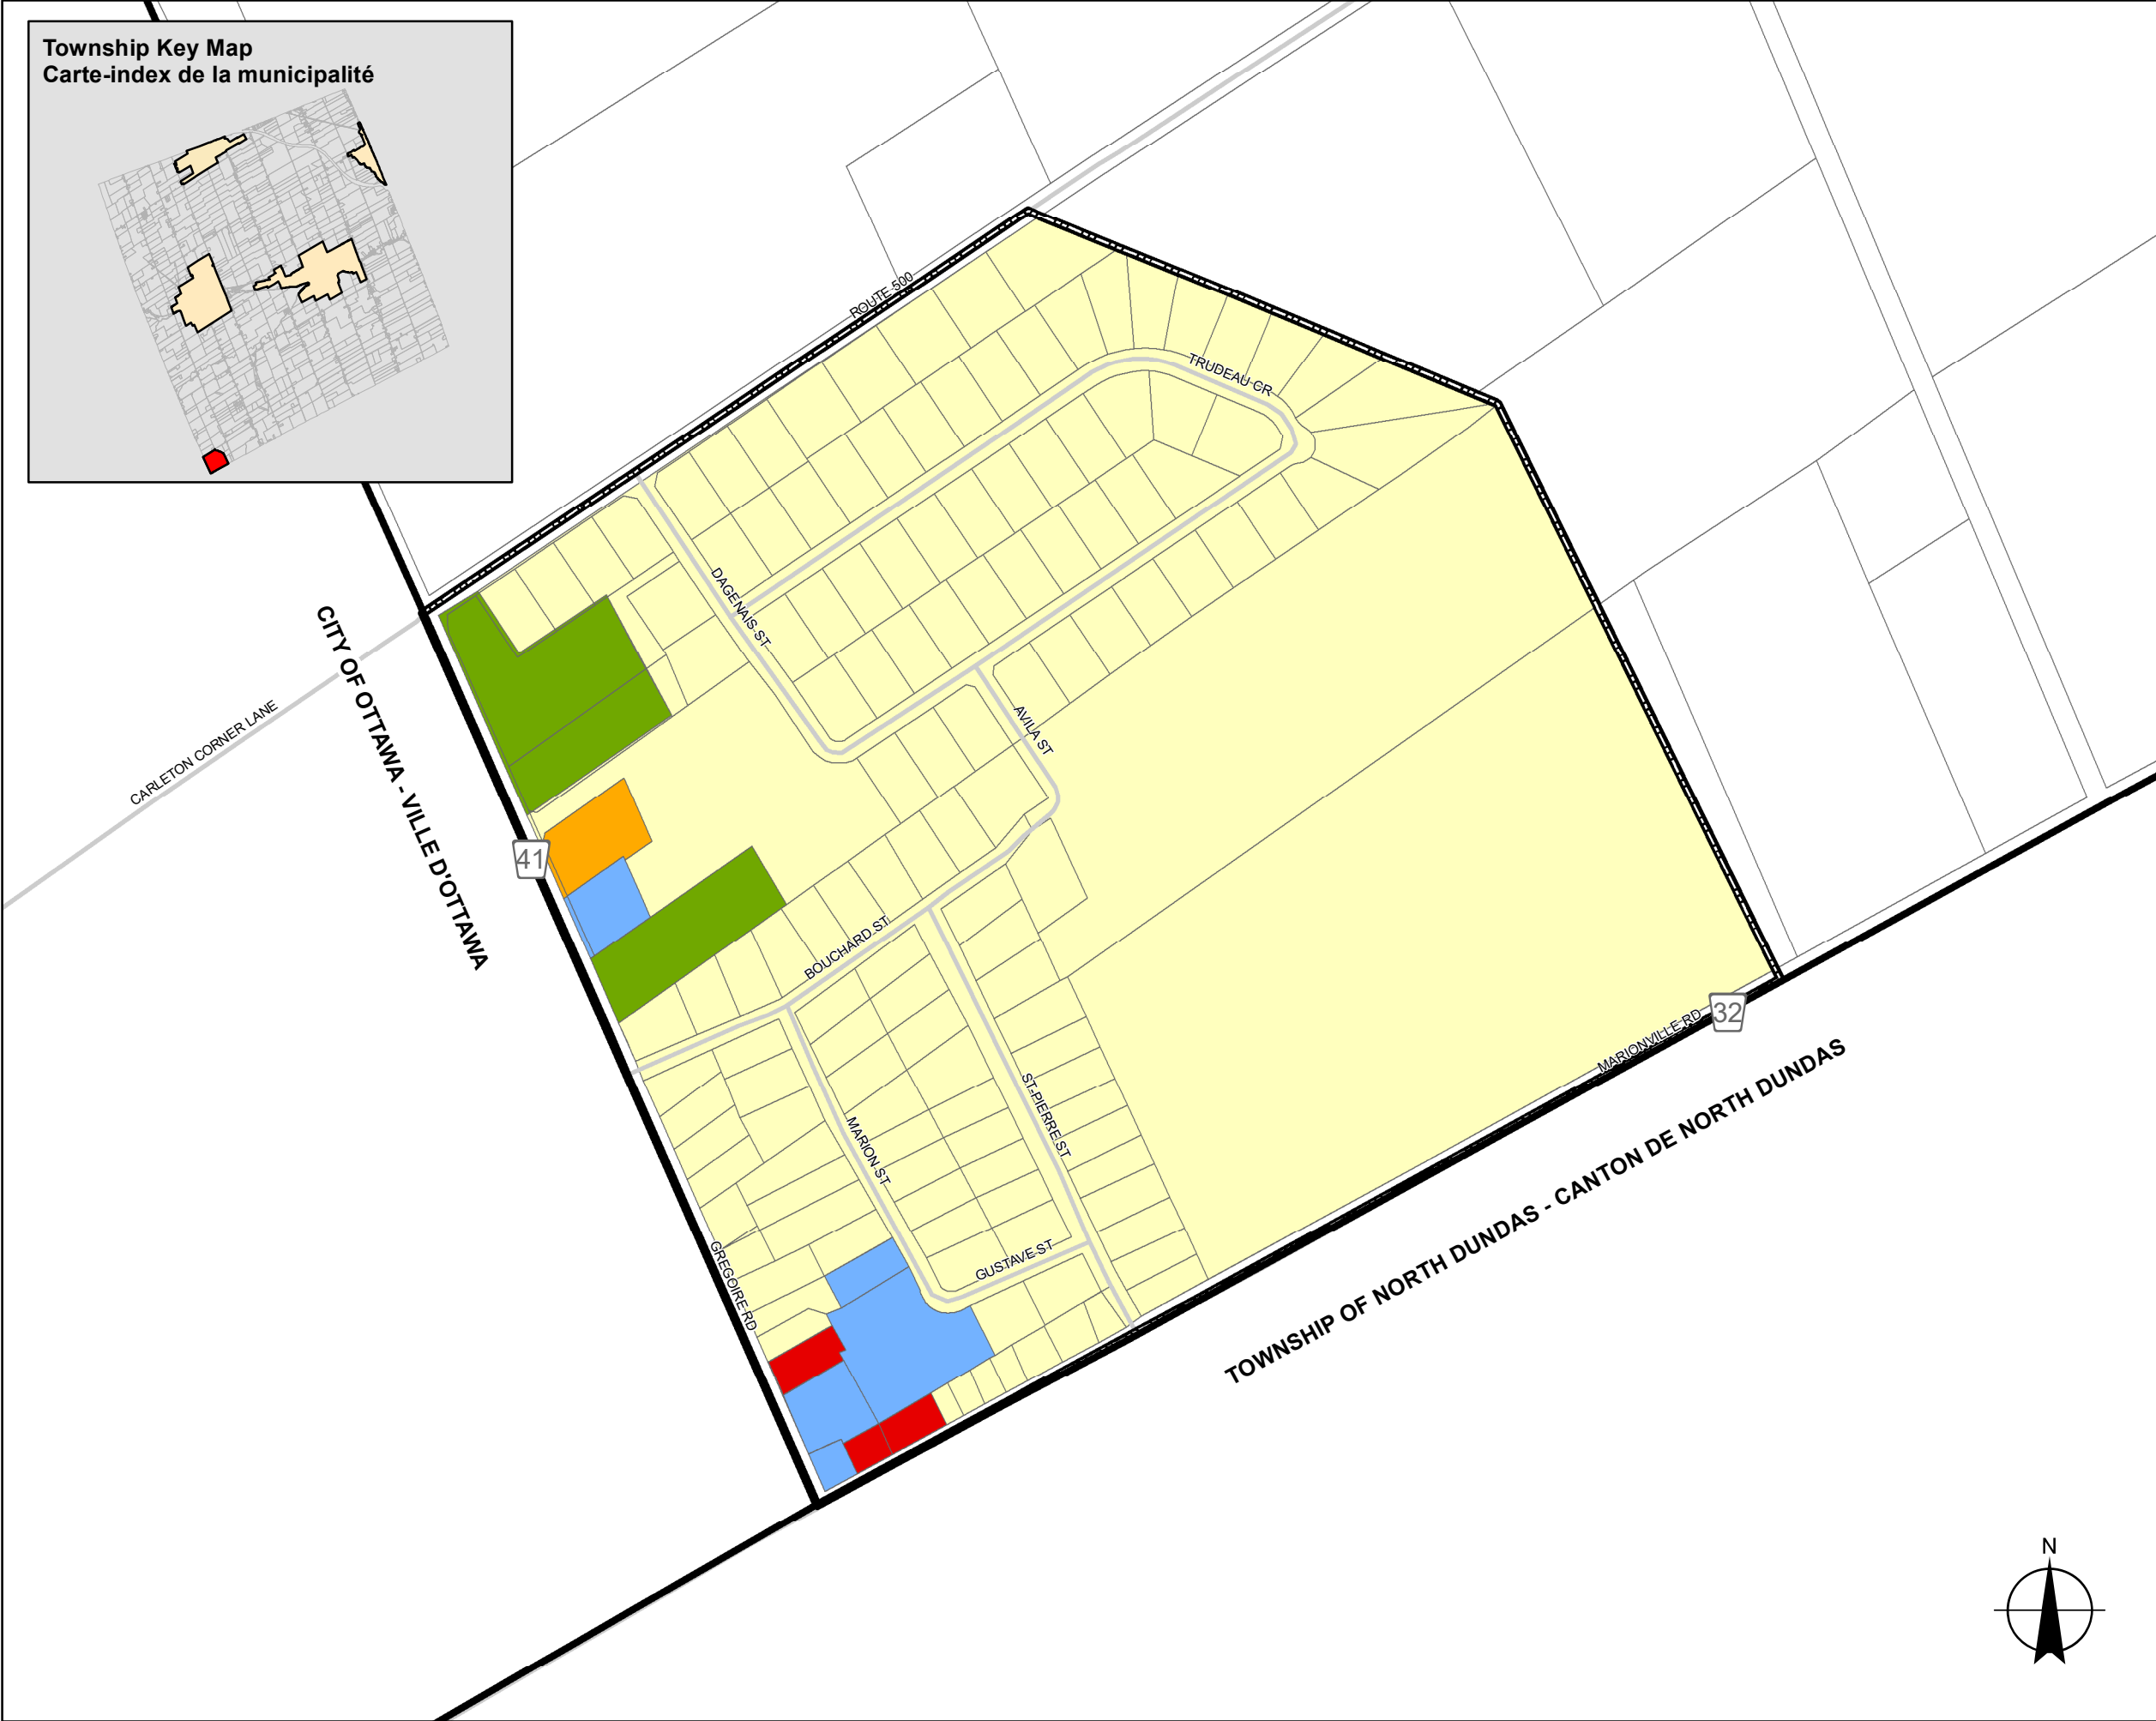 Township Key Map
Carte-index de la municipalité
ROUTE 500
TRUDEAU CR
DAGENAIS ST
CITY OF OTTAWA - VILLE D'OTTAWA
CARLETON CORNER LANE
AVILA ST
41
BOUCHARD ST
32
MARIONVILLE RD
ST-PIERRE ST
MARION ST
TOWNSHIP OF NORTH DUNDAS - CANTON DE NORTH DUNDAS
GUSTAVE ST
GREGOIRE RD
N